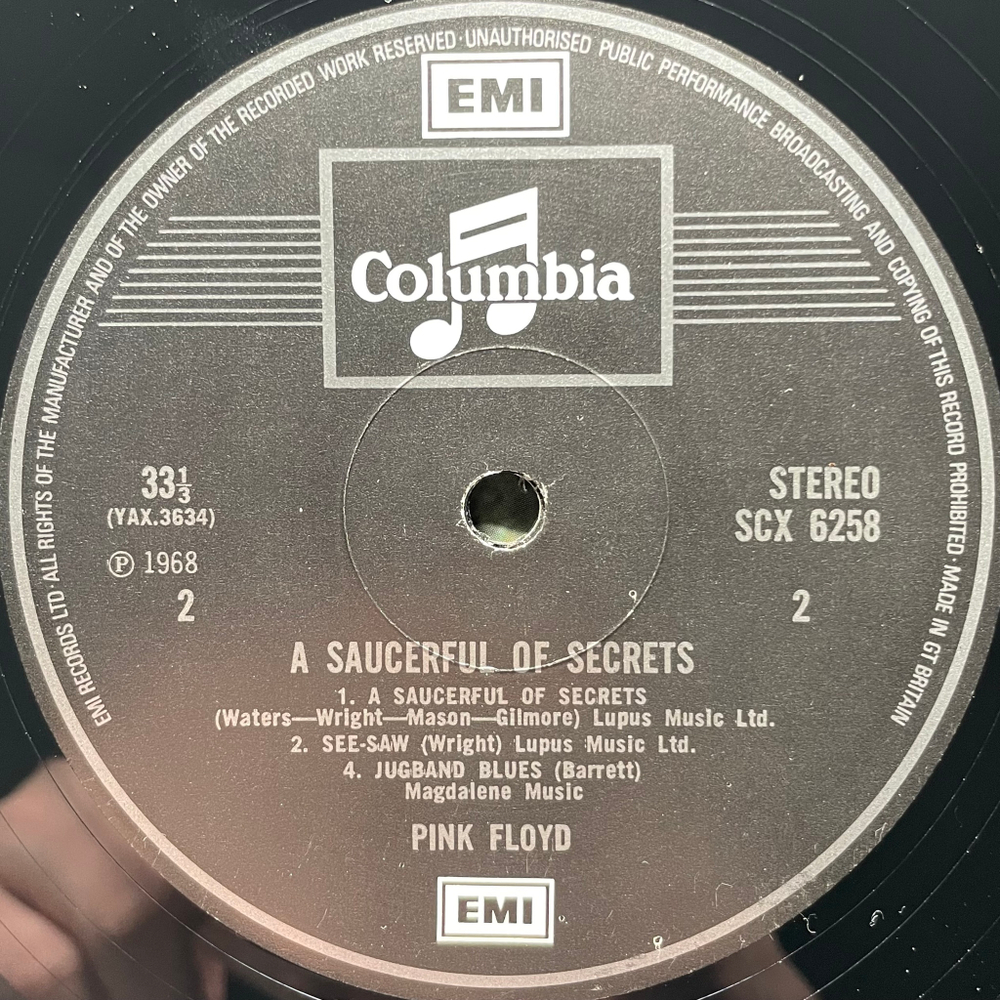 EMI RECORDS LTD · ALL RIGHTS OF THE MANUFACTURER AND OF THE OWNER OF THE RECORDED WORK RESERVED · UNAUTHORISED PUBLIC PERFORMANCE BROADCASTING AND COPYING OF THIS RECORD PROHIBITED · MADE IN GT BRITAIN
EMI
Columbia
33⅓
(YAX.3634)
Ⓟ 1968
2
STEREO
SCX 6258
2
A SAUCERFUL OF SECRETS
1. A SAUCERFUL OF SECRETS
(Waters—Wright—Mason—Gilmore) Lupus Music Ltd.
2. SEE-SAW (Wright) Lupus Music Ltd.
4. JUGBAND BLUES (Barrett)
Magdalene Music
PINK FLOYD
EMI